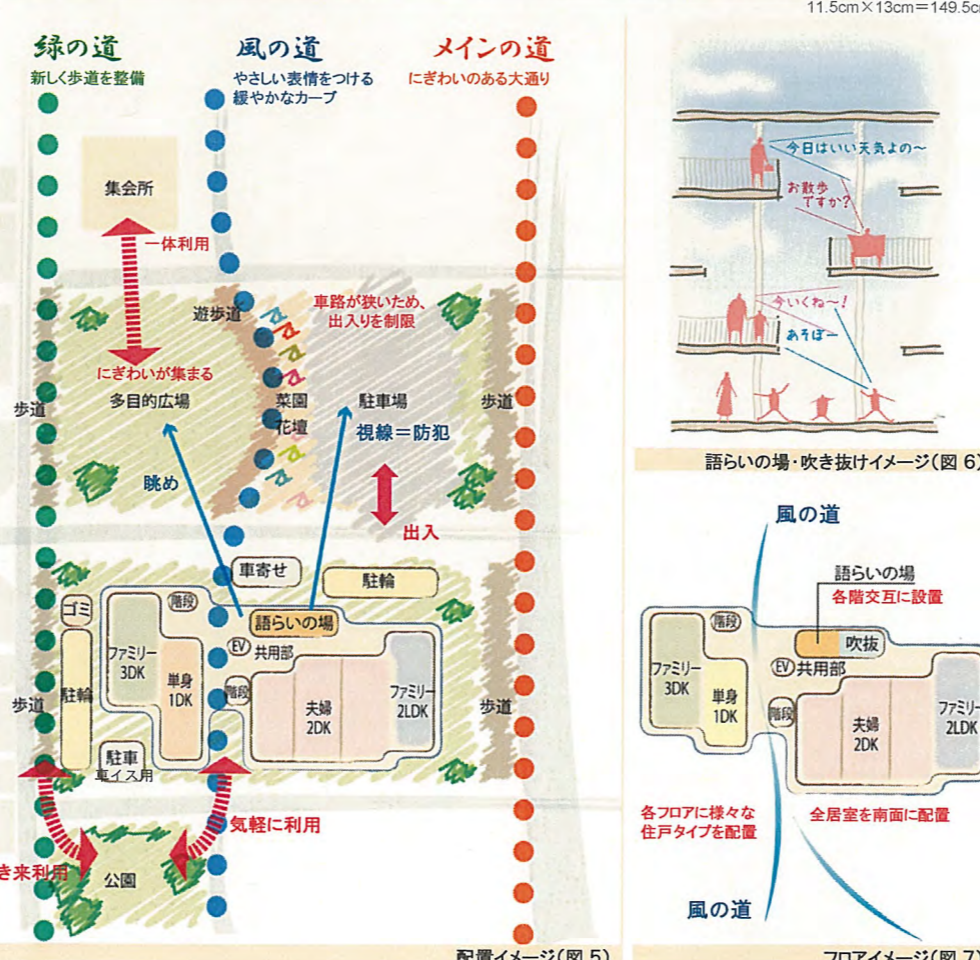 11.5cm×13cm=149.5c
緑の道
新しく歩道を整備
風の道
やさしい表情をつける
緩やかなカーブ
メインの道
にぎわいのある大通り
集会所
一体利用
遊歩道
車路が狭いため、
出入りを制限
にぎわいが集まる
多目的広場
歩道
菜園
花壇
駐車場
歩道
視線=防犯
眺め
出入
車寄せ
駐輪
ゴミ
階段
語らいの場
EV
共用部
ファミリー
3DK
単身
1DK
階段
夫婦
2DK
ファミリー
2LDK
歩道
駐輪
歩道
駐車
車イス用
気軽に利用
き来利用
公園
配置イメージ(図 5)
今日はいい天気よの～
お散歩
ですか?
今いくね～!
あそぼー
語らいの場・吹き抜けイメージ(図 6)
風の道
語らいの場
各階交互に設置
階段
吹抜
EV
共用部
ファミリー
3DK
単身
1DK
階段
夫婦
2DK
ファミリー
2LDK
各フロアに様々な
住戸タイプを配置
全居室を南面に配置
風の道
フロアイメージ(図 7)